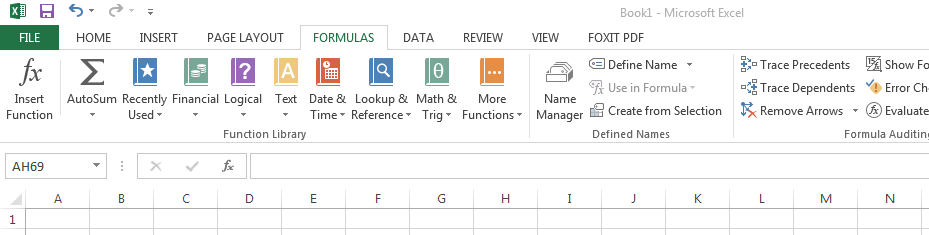 Book1 - Microsoft Excel
FILE HOME INSERT PAGE LAYOUT FORMULAS DATA REVIEW VIEW FOXIT PDF
fx Σ A θ
Insert Function
AutoSum
Recently Used
Financial
Logical
Text
Date & Time
Lookup & Reference
Math & Trig
More Functions
Function Library
Name Manager
Define Name
Use in Formula
Create from Selection
Defined Names
Trace Precedents
Trace Dependents
Remove Arrows
Show Fo
Error Che
Evaluate
Formula Auditing
AH69 fx
A B C D E F G H I J K L M N
1